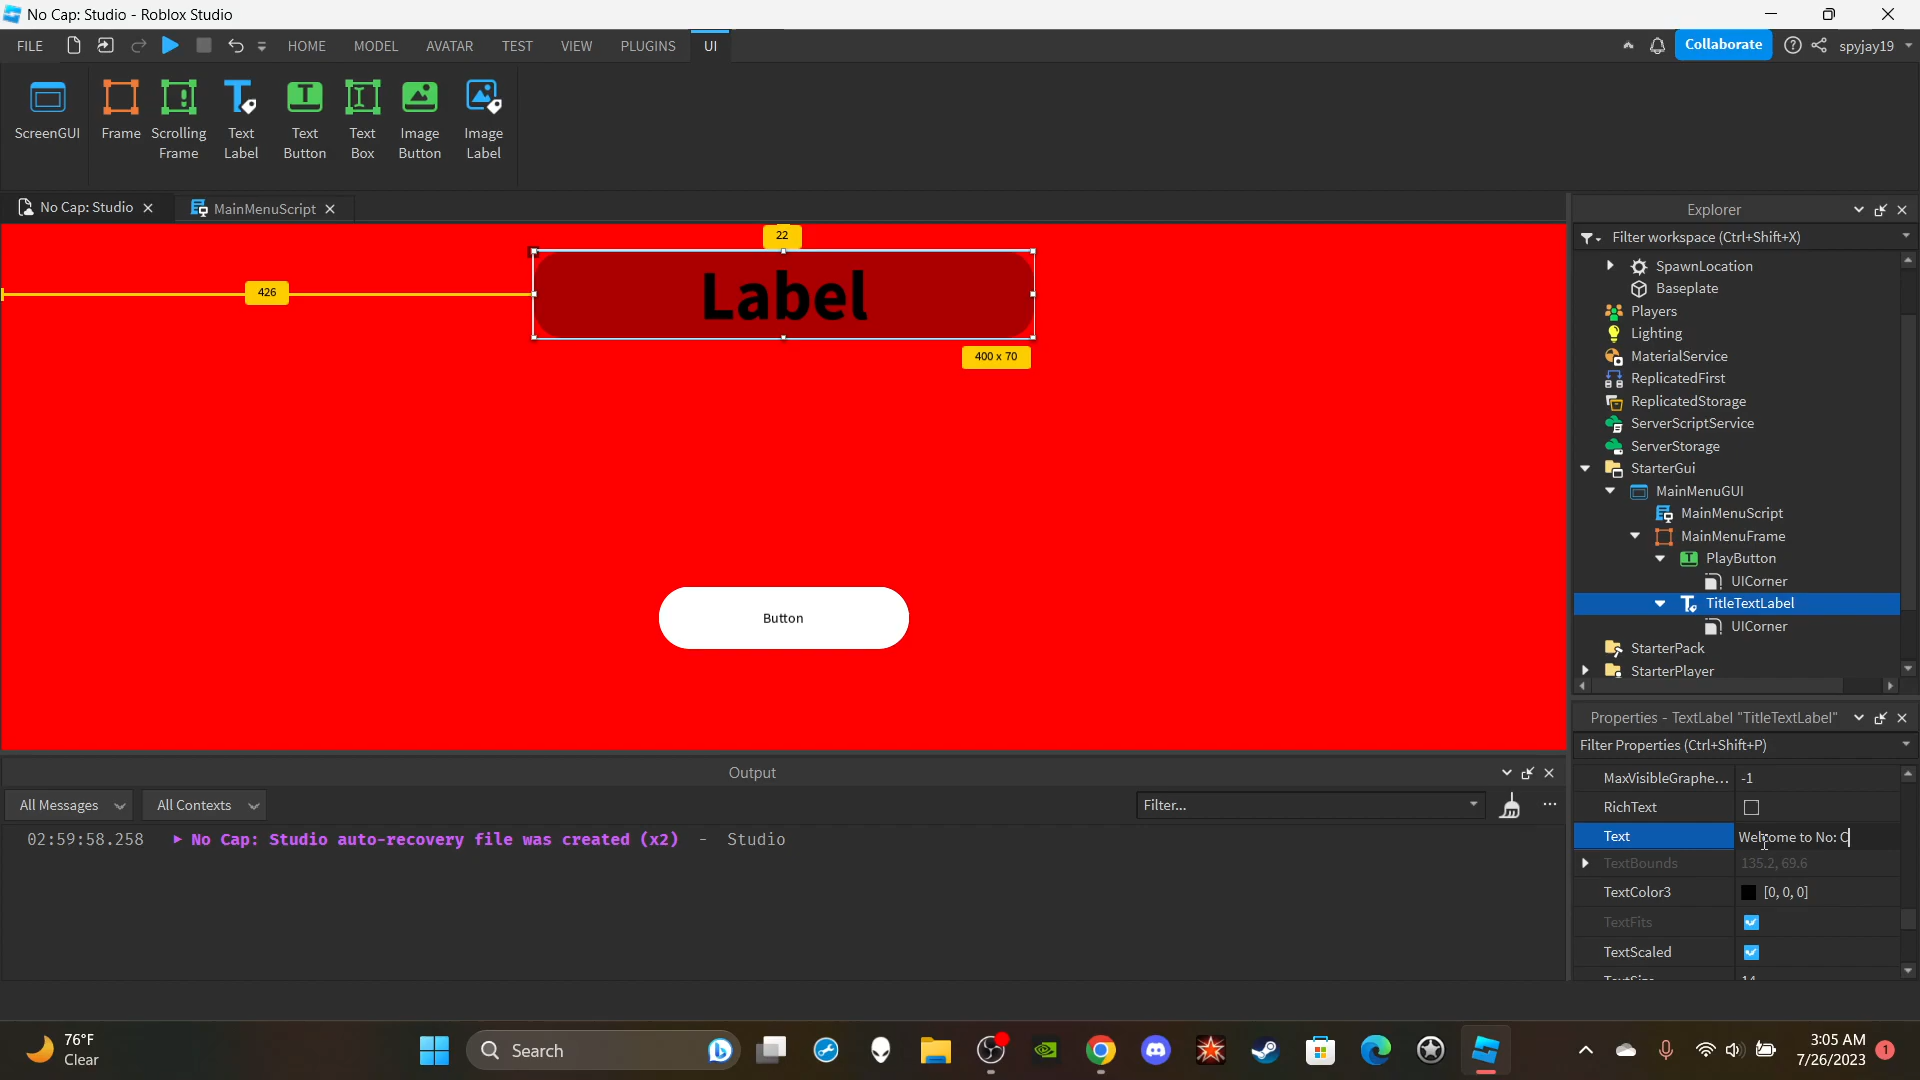 No Cap: Studio - Roblox Studio
FILE HOME MODEL AVATAR TEST VIEW PLUGINS UI Collaborate spyjay19
ScreenGUI
Frame
Scrolling
Frame
Text
Label
Text
Button
Text
Box
Image
Button
Image
Label
No Cap: Studio
MainMenuScript
22
426
Label
400 x 70
Button
Explorer
Filter workspace (Ctrl+Shift+X)
SpawnLocation
Baseplate
Players
Lighting
MaterialService
ReplicatedFirst
ReplicatedStorage
ServerScriptService
ServerStorage
StarterGui
MainMenuGUI
MainMenuScript
MainMenuFrame
PlayButton
UICorner
TitleTextLabel
UICorner
StarterPack
StarterPlayer
Properties - TextLabel "TitleTextLabel"
Filter Properties (Ctrl+Shift+P)
MaxVisibleGraphe... -1
RichText
Text Welcome to No: C
TextBounds 135.2, 69.6
TextColor3 [0, 0, 0]
TextFits
TextScaled
TextSize 14
Output
All Messages All Contexts Filter...
02:59:58.258 No Cap: Studio auto-recovery file was created (x2) - Studio
76°F
Clear
Search
3:05 AM
7/26/2023
1